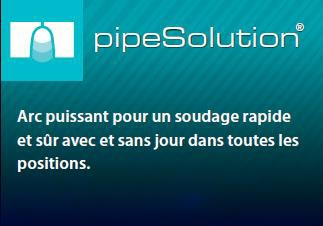 pipeSolution®
Arc puissant pour un soudage rapide
et sûr avec et sans jour dans toutes les
positions.